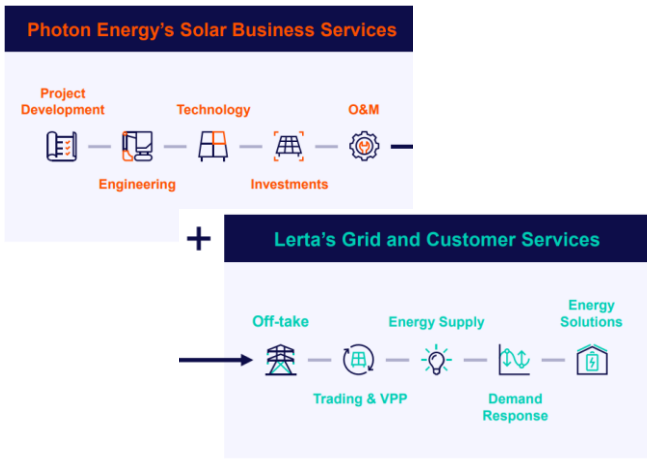 Photon Energy's Solar Business Services
Project
Development
Technology
O&M
Engineering
Investments
+
Lerta's Grid and Customer Services
Off-take
Energy Supply
Energy
Solutions
Trading & VPP
Demand
Response